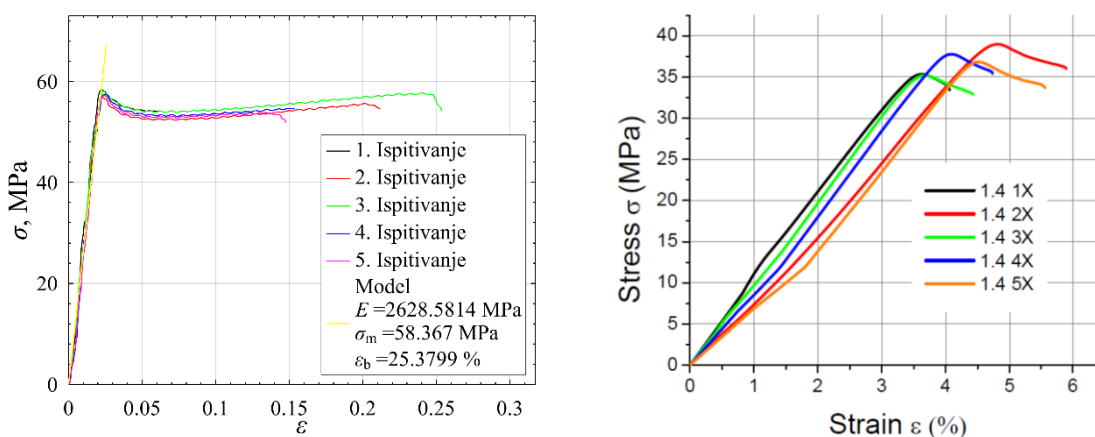 σ, MPa
60
40
20
0
0
0.05
0.1
0.15
0.2
0.25
0.3
ε
1. Ispitivanje
2. Ispitivanje
3. Ispitivanje
4. Ispitivanje
5. Ispitivanje
Model
E =2628.5814 MPa
σm =58.367 MPa
εb =25.3799 %
Stress σ (MPa)
40
35
30
25
20
15
10
5
0
0
1
2
3
4
5
6
Strain ε (%)
1.4 1X
1.4 2X
1.4 3X
1.4 4X
1.4 5X